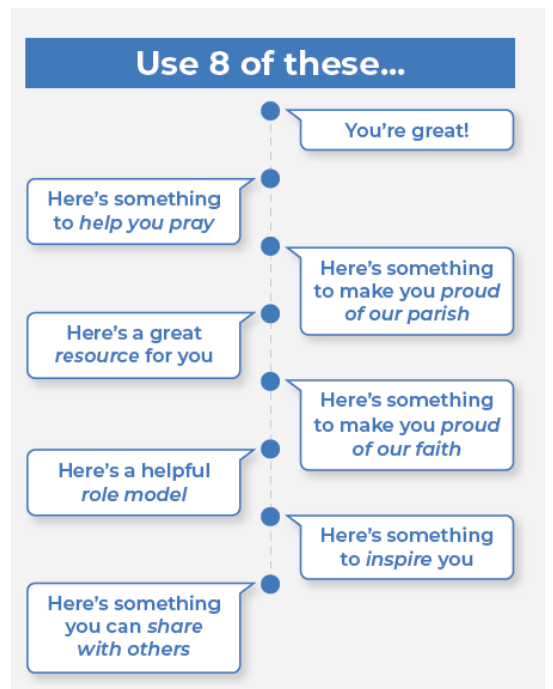 Use 8 of these...
You're great!
Here's something
to help you pray
Here's something
to make you proud
of our parish
Here's a great
resource for you
Here's something
to make you proud
of our faith
Here's a helpful
role model
Here's something
to inspire you
Here's something
you can share
with others